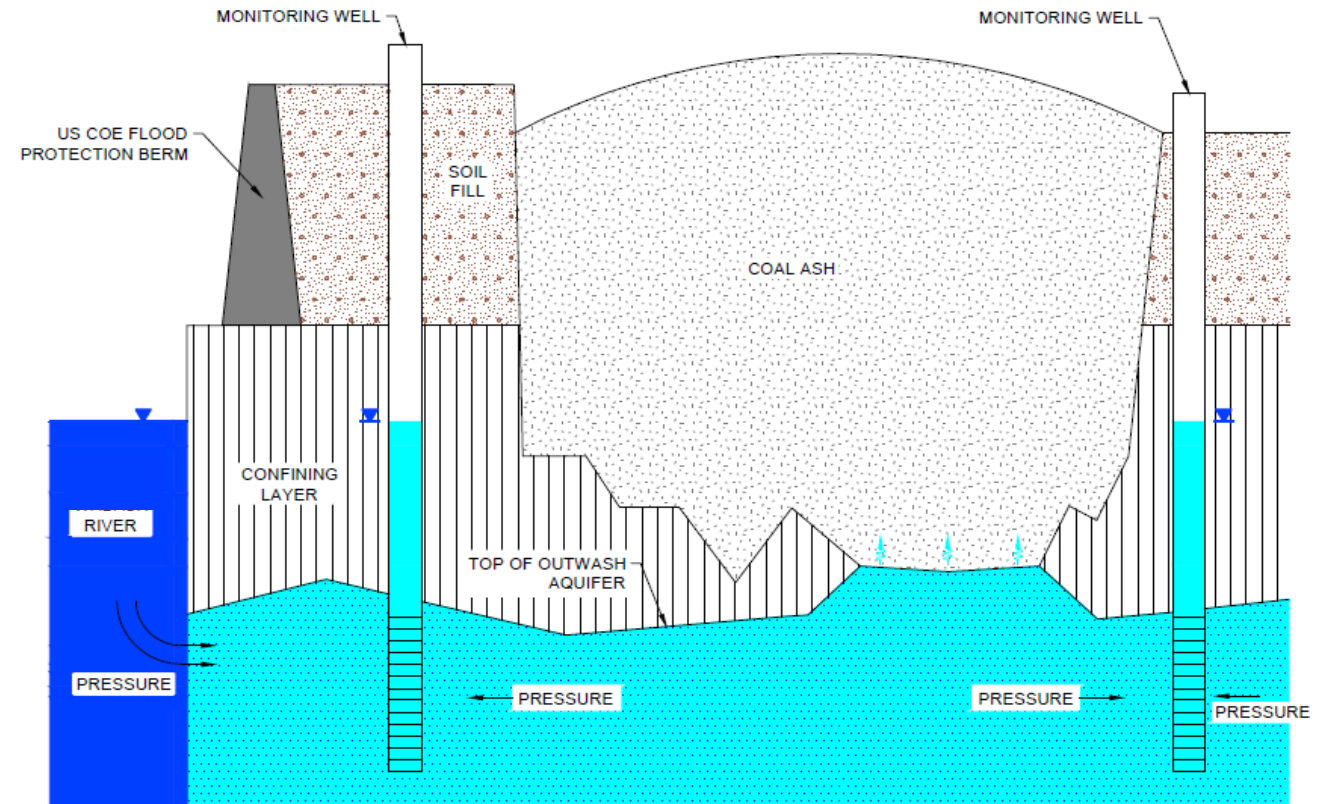 MONITORING WELL
MONITORING WELL
US COE FLOOD
PROTECTION BERM
SOIL
FILL
COAL ASH
CONFINING
LAYER
RIVER
TOP OF OUTWASH
AQUIFER
PRESSURE
PRESSURE
PRESSURE
PRESSURE